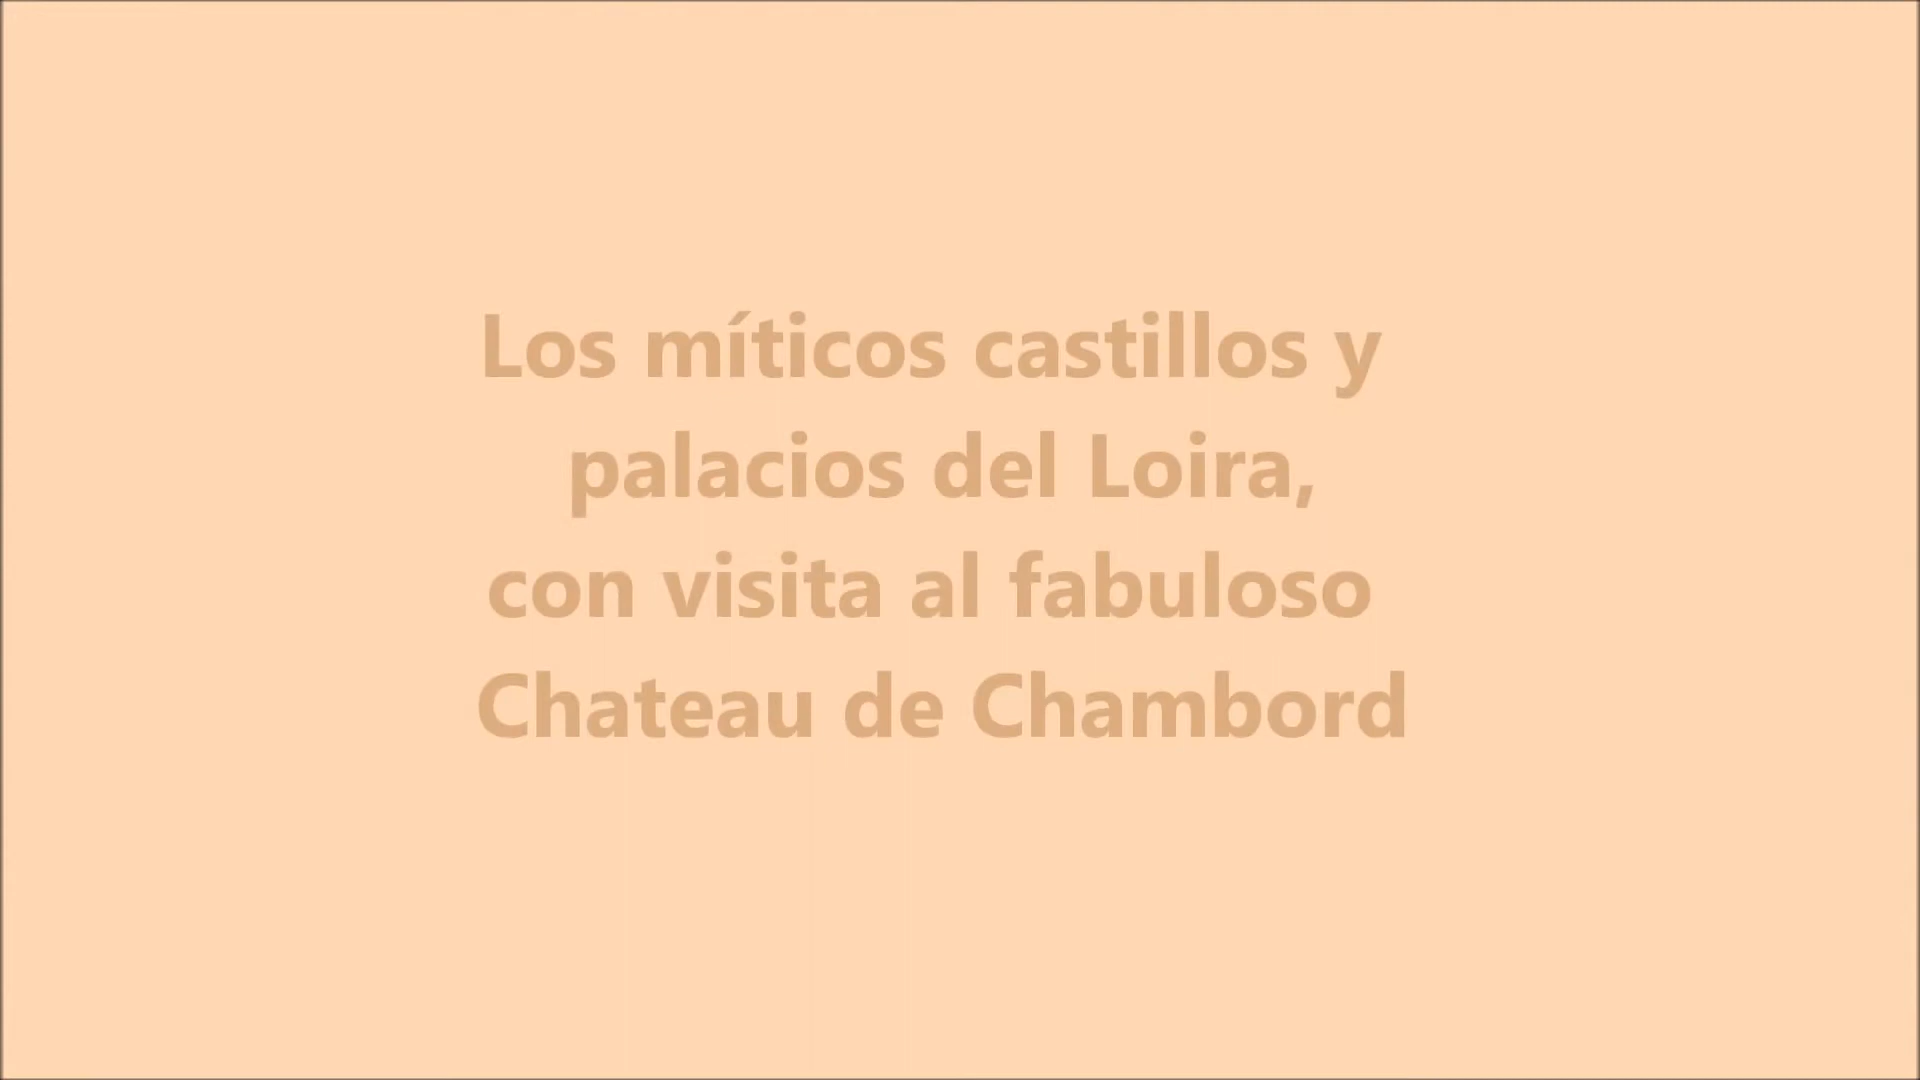 Los míticos castillos y
palacios del Loira,
con visita al fabuloso
Chateau de Chambord